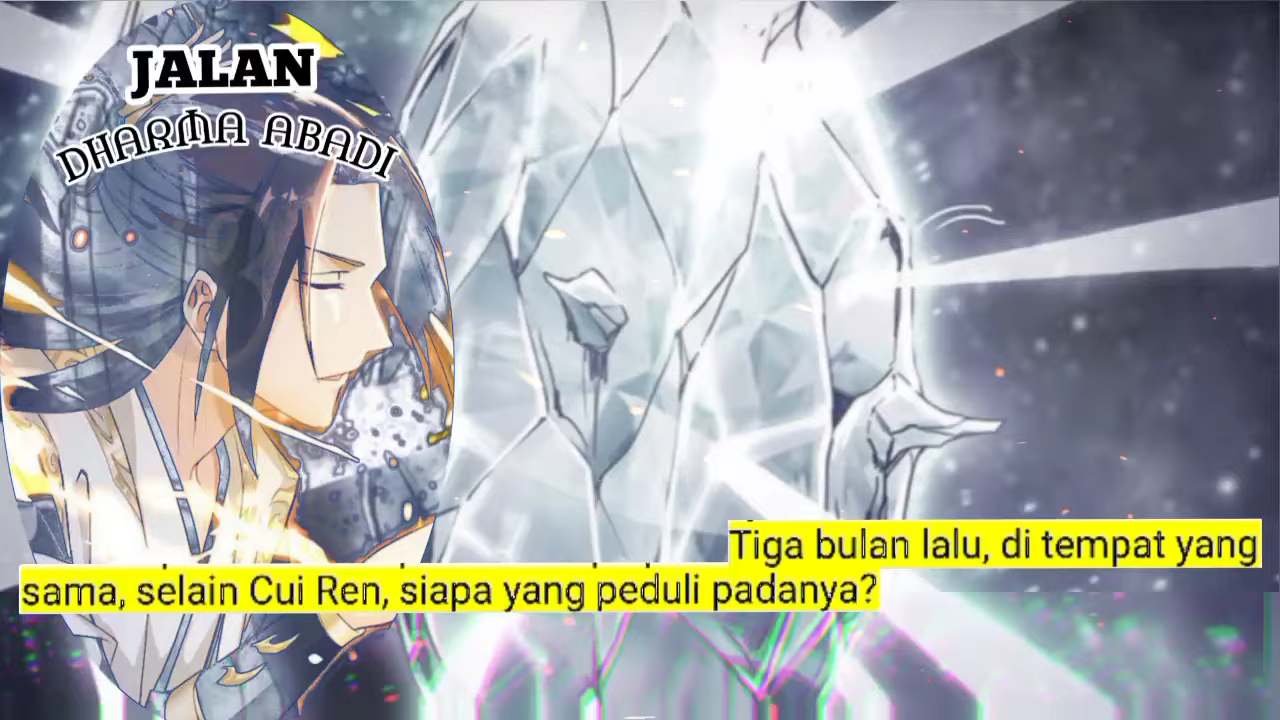 JALAN
DHARMA ABADI
Tiga bulan lalu, di tempat yang
sama, selain Cui Ren, siapa yang peduli padanya?